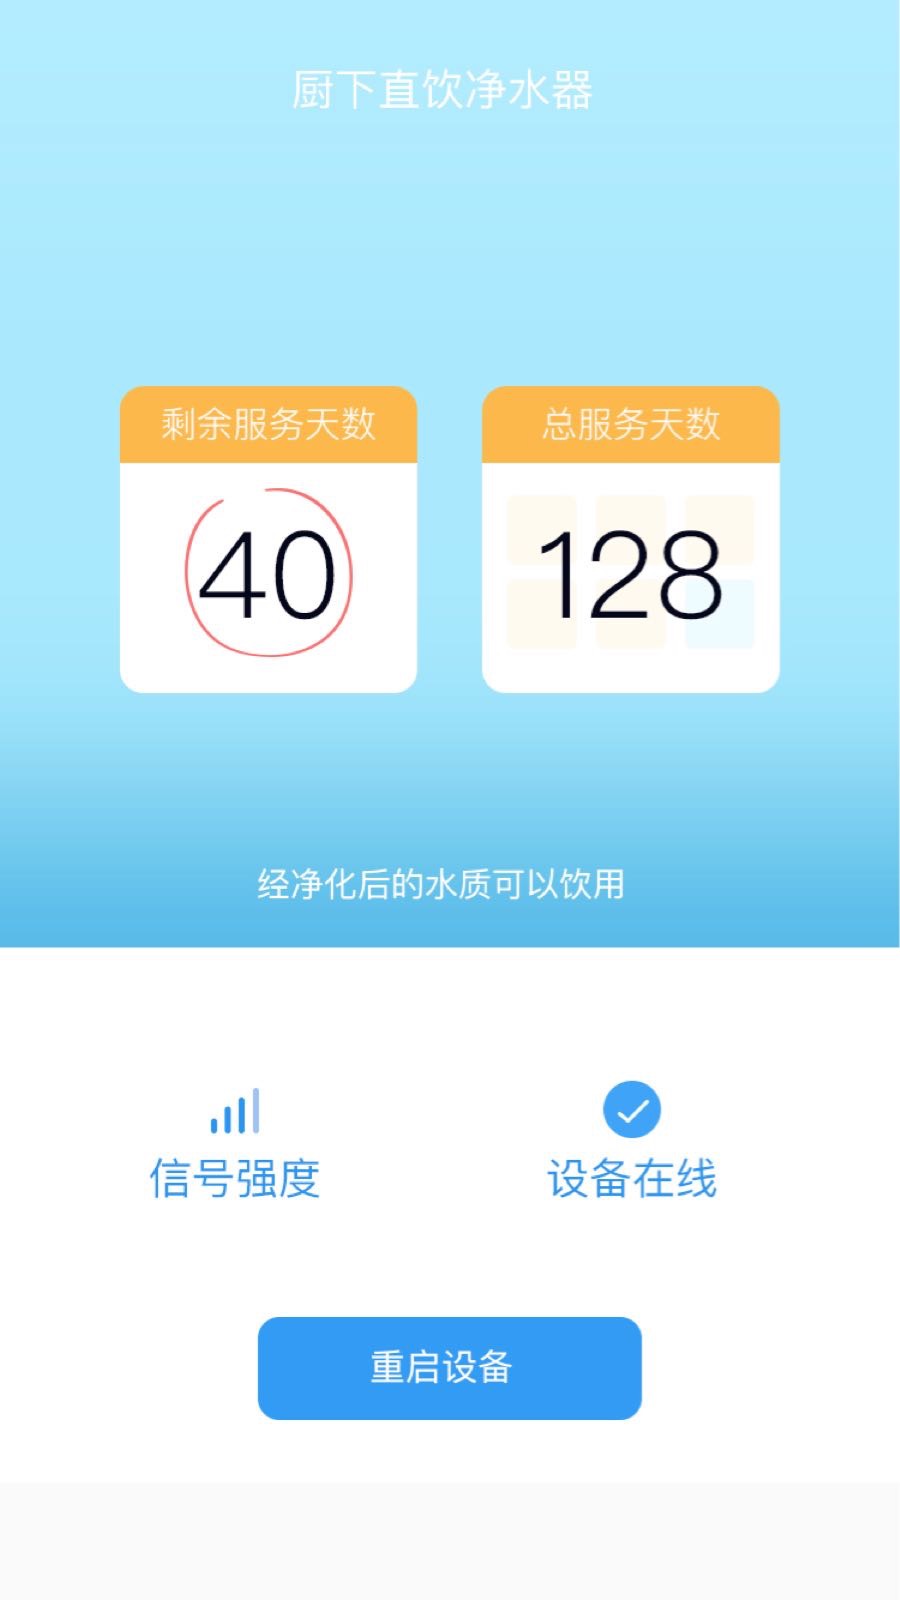 厨下直饮净水器
剩余服务天数
总服务天数
40
128
经净化后的水质可以饮用
信号强度
设备在线
重启设备